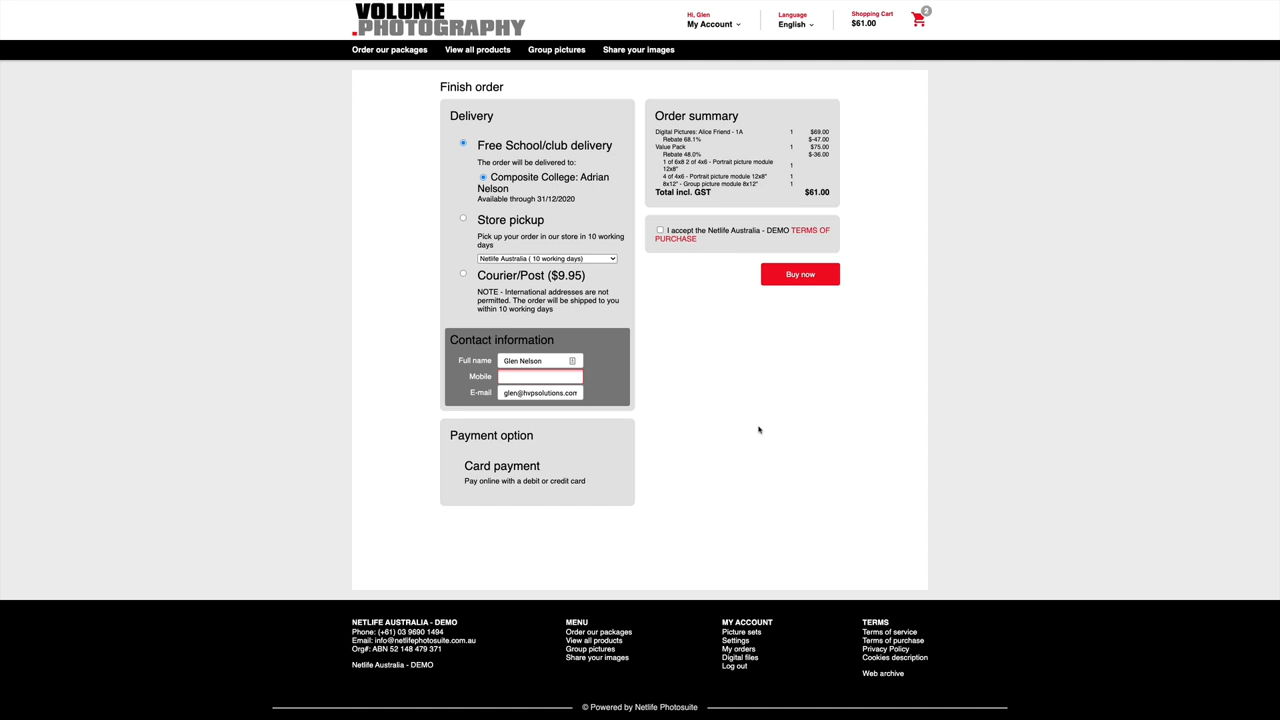 VOLUME
.PHOTOGRAPHY
Hi, Glen
My Account
Language
English
Shopping Cart
$61.00
2
Order our packages
View all products
Group pictures
Share your images
Finish order
Delivery
Free School/club delivery
The order will be delivered to:
Composite College: Adrian
Nelson
Available through 31/12/2020
Store pickup
Pick up your order in our store in 10 working
days
Netlife Australia ( 10 working days)
Courier/Post ($9.95)
NOTE - International addresses are not
permitted. The order will be shipped to you
within 10 working days
Contact information
Full name Glen Nelson
Mobile
E-mail glen@hvpsolutions.com
Payment option
Card payment
Pay online with a debit or credit card
Order summary
Digital Pictures: Alice Friend - 1A 1 $69.00
Rebate 68.1% $-47.00
Value Pack 1 $75.00
Rebate 48.0% $-36.00
1 of 6x8 2 of 4x6 - Portrait picture module
12x8" 1
4 of 4x6 - Portrait picture module 12x8" 1
8x12" - Group picture module 8x12" 1
Total incl. GST $61.00
I accept the Netlife Australia - DEMO TERMS OF
PURCHASE
Buy now
NETLIFE AUSTRALIA - DEMO
Phone: (+61) 03 9690 1494
Email: info@netlifephotosuite.com.au
Org#: ABN 52 148 479 371
Netlife Australia - DEMO
MENU
Order our packages
View all products
Group pictures
Share your images
MY ACCOUNT
Picture sets
Settings
My orders
Digital files
Log out
TERMS
Terms of service
Terms of purchase
Privacy Policy
Cookies description
Web archive
© Powered by Netlife Photosuite